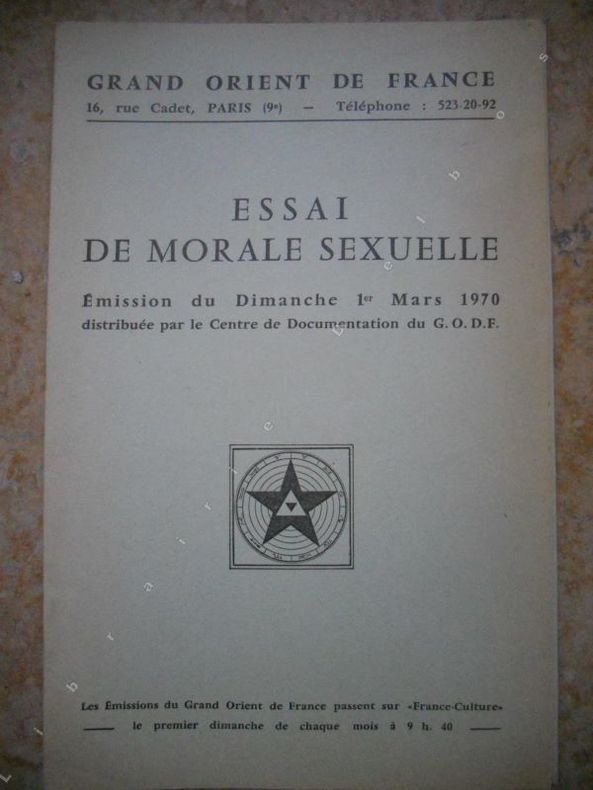 GRAND ORIENT DE FRANCE
16, rue Cadet, PARIS (9e) — Téléphone : 523-20-92
ESSAI
DE MORALE SEXUELLE
Émission du Dimanche 1er Mars 1970
distribuée par le Centre de Documentation du G.O.D.F.
Les Émissions du Grand Orient de France passent sur «France-Culture»
le premier dimanche de chaque mois à 9 h. 40